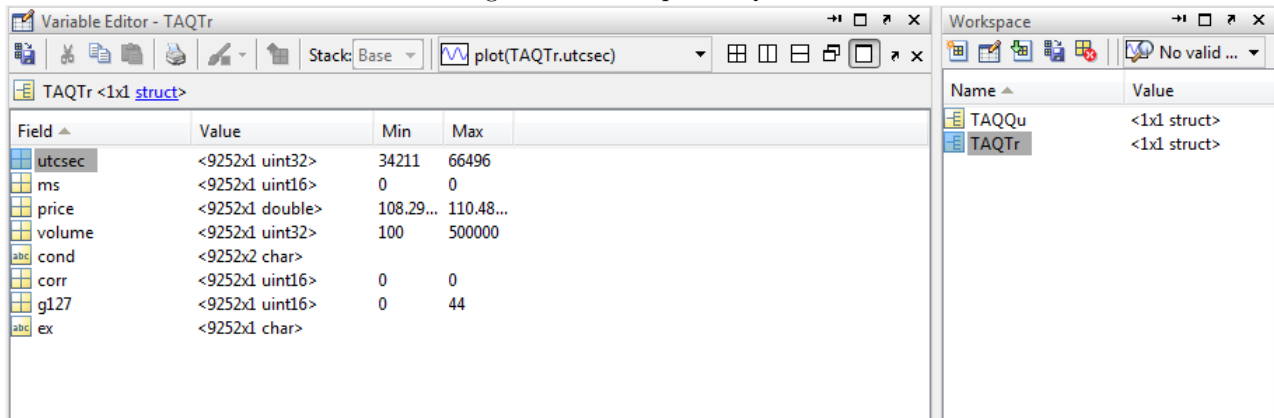 Variable Editor - TAQTr
Stack: Base plot(TAQTr.utcsec)
TAQTr <1x1 struct>
Field Value Min Max
utcsec <9252x1 uint32> 34211 66496
ms <9252x1 uint16> 0 0
price <9252x1 double> 108.29... 110.48...
volume <9252x1 uint32> 100 500000
abc cond <9252x2 char>
corr <9252x1 uint16> 0 0
g127 <9252x1 uint16> 0 44
abc ex <9252x1 char>
Workspace
No valid ...
Name Value
TAQQu <1x1 struct>
TAQTr <1x1 struct>